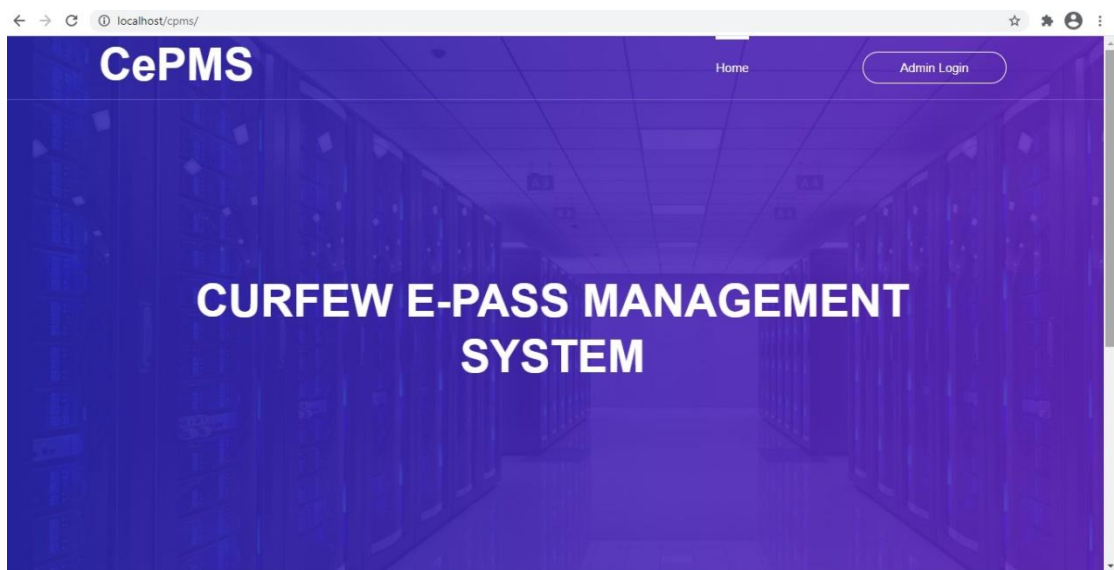 localhost/cpms/
CePMS
Home
Admin Login
CURFEW E-PASS MANAGEMENT
SYSTEM